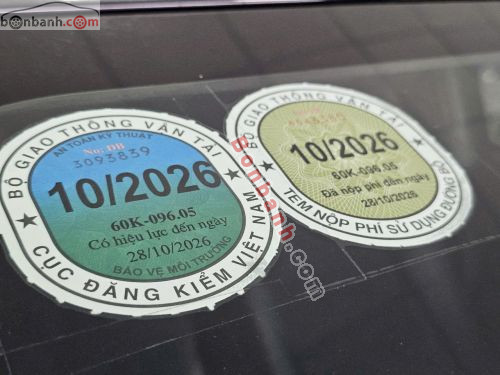 bonbanh.com
BỘ GIAO THÔNG VẬN TẢI
AN TOÀN KỸ THUẬT
No: DB
3093839
10/2026
60K-096.05
Có hiệu lực đến ngày
28/10/2026
BẢO VỆ MÔI TRƯỜNG
CỤC ĐĂNG KIỂM VIỆT NAM
BỘ GIAO THÔNG VẬN TẢI
10/2026
60K-096.05
Đã nộp phí đến ngày
28/10/2026
TEM NỘP PHÍ SỬ DỤNG ĐƯỜNG BỘ
Bonbanh.com